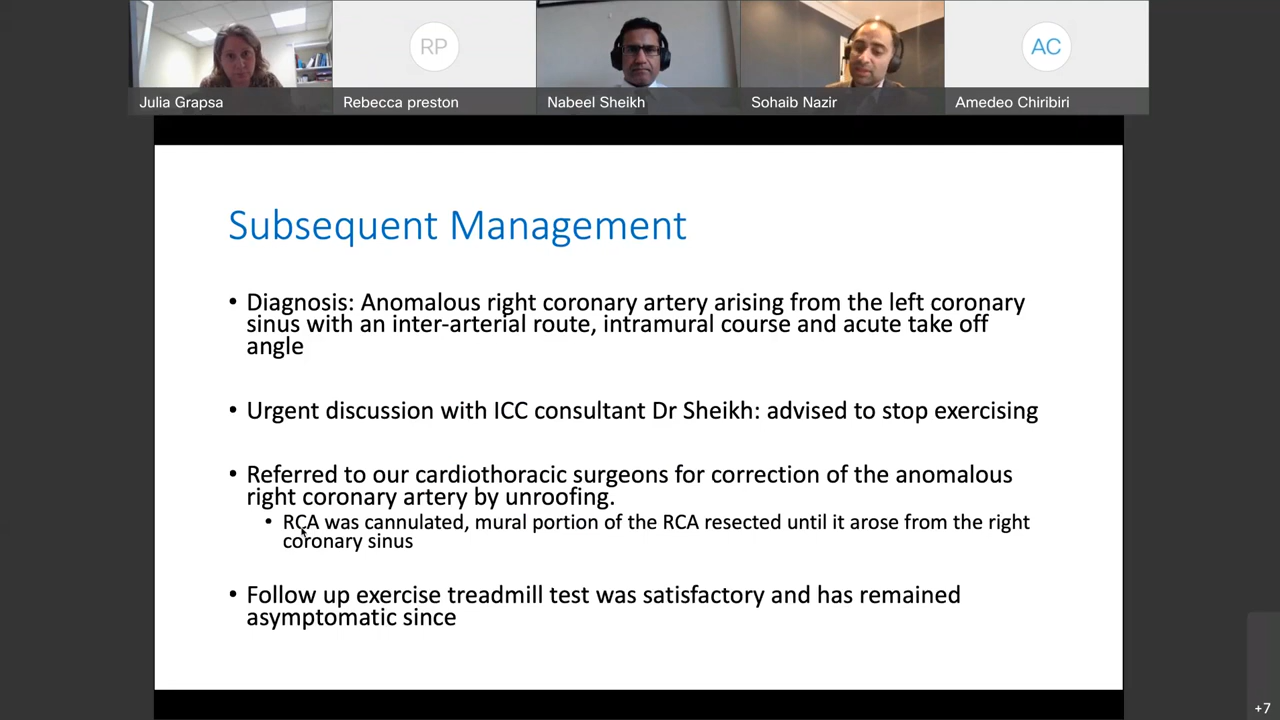 RP
AC
Julia Grapsa
Rebecca preston
Nabeel Sheikh
Sohaib Nazir
Amedeo Chiribiri
Subsequent Management
• Diagnosis: Anomalous right coronary artery arising from the left coronary
sinus with an inter-arterial route, intramural course and acute take off
angle
• Urgent discussion with ICC consultant Dr Sheikh: advised to stop exercising
• Referred to our cardiothoracic surgeons for correction of the anomalous
right coronary artery by unroofing.
• RCA was cannulated, mural portion of the RCA resected until it arose from the right
coronary sinus
• Follow up exercise treadmill test was satisfactory and has remained
asymptomatic since
+7